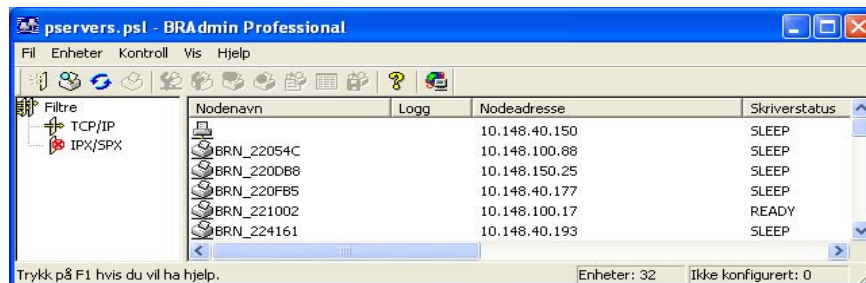 pservers.psl - BRAdmin Professional
Fil Enheter Kontroll Vis Hjelp
Filtre
TCP/IP
IPX/SPX
Nodenavn Logg Nodeadresse Skriverstatus
10.148.40.150 SLEEP
BRN_22054C 10.148.100.88 SLEEP
BRN_220DB8 10.148.150.25 SLEEP
BRN_220FB5 10.148.40.177 SLEEP
BRN_221002 10.148.100.17 READY
BRN_224161 10.148.40.193 SLEEP
Trykk på F1 hvis du vil ha hjelp. Enheter: 32 Ikke konfigurert: 0